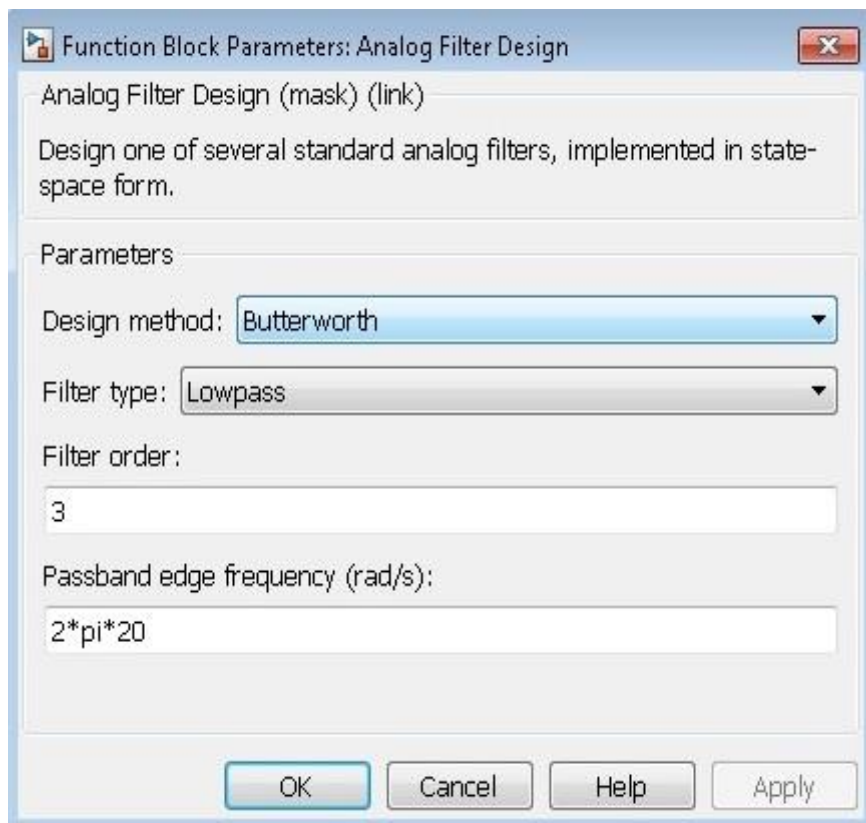 Function Block Parameters: Analog Filter Design
Analog Filter Design (mask) (link)
Design one of several standard analog filters, implemented in state-
space form.
Parameters
Design method: Butterworth
Filter type: Lowpass
Filter order:
3
Passband edge frequency (rad/s):
2*pi*20
OK Cancel Help Apply